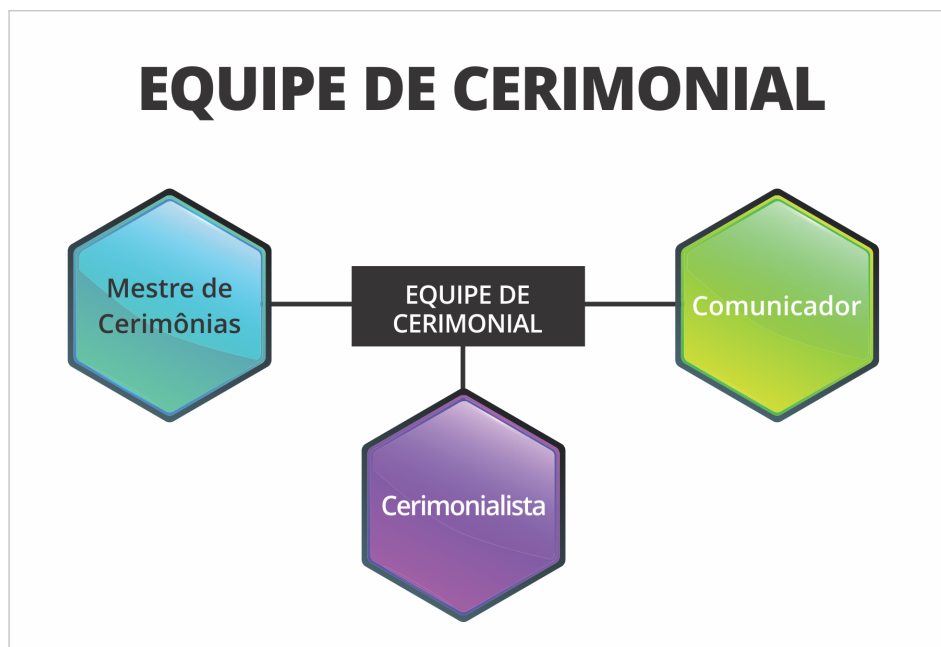 EQUIPE DE CERIMONIAL
Mestre de
Cerimônias
EQUIPE DE
CERIMONIAL
Comunicador
Cerimonialista